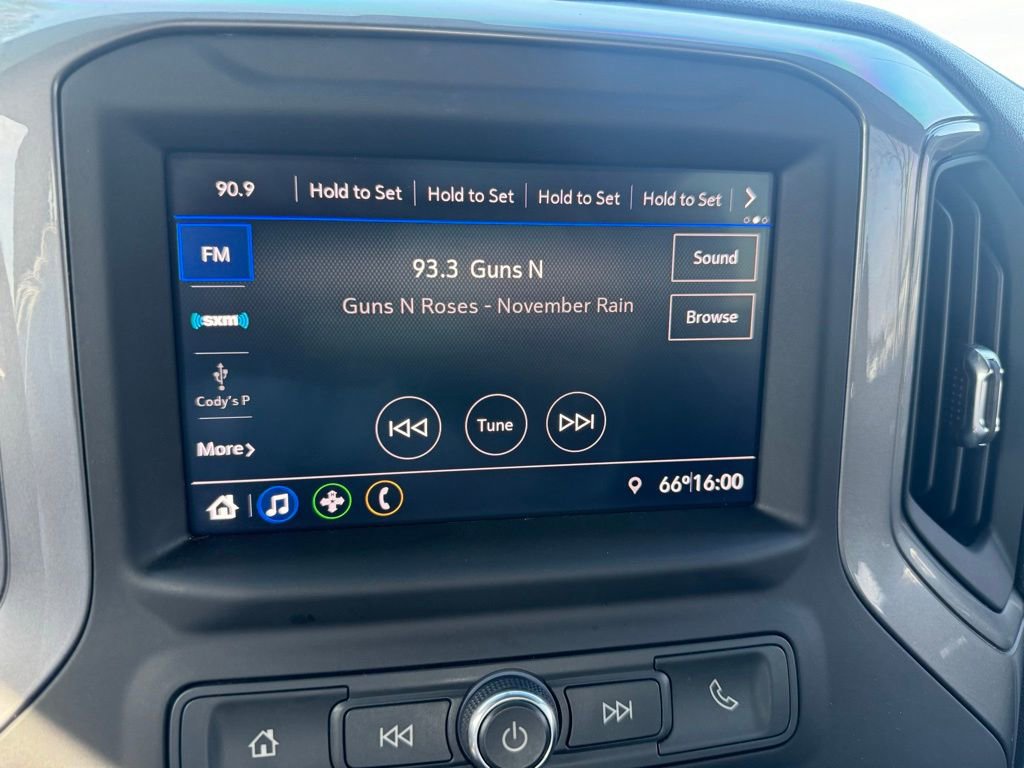 90.9 Hold to Set Hold to Set Hold to Set Hold to Set
FM
93.3 Guns N
Sound
Guns N Roses - November Rain
sxm
Browse
Cody's P
Tune
More
66° 16:00